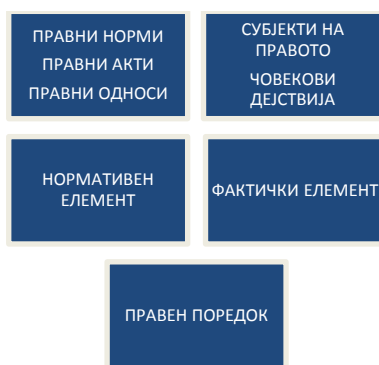 ПРАВНИ НОРМИ
ПРАВНИ АКТИ
ПРАВНИ ОДНОСИ
СУБЈЕКТИ НА
ПРАВОТО
ЧОВЕКОВИ
ДЕЈСТВИЈА
НОРМАТИВЕН
ЕЛЕМЕНТ
ФАКТИЧКИ ЕЛЕМЕНТ
ПРАВЕН ПОРЕДОК